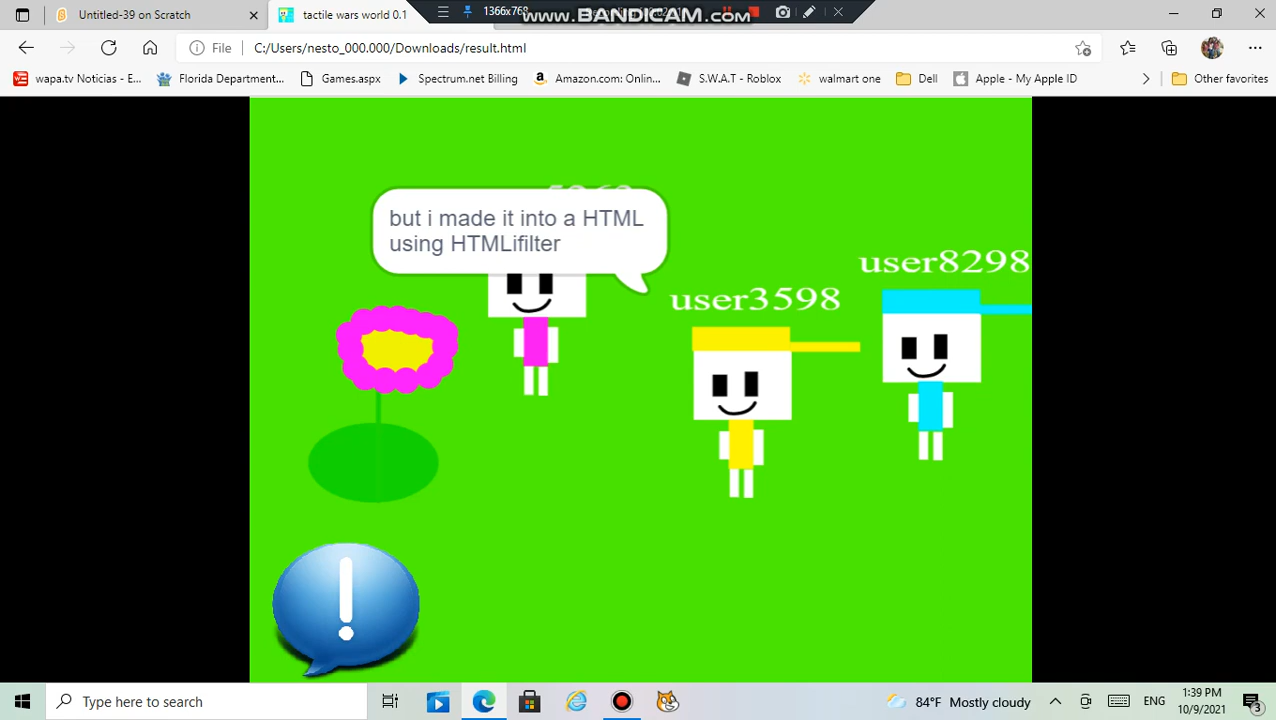 Untitled-39 on Scratch
tactile wars world 0.1
1366x768
www.BANDICAM.com
File
C:/Users/nesto_000.000/Downloads/result.html
wapa.tv Noticias - E...
Florida Department...
Games.aspx
Spectrum.net Billing
Amazon.com: Onlin...
S.W.A.T - Roblox
walmart one
Dell
Apple - My Apple ID
Other favorites
but i made it into a HTML
using HTMLifilter
user3598
user8298
!
Type here to search
84°F Mostly cloudy
ENG
1:39 PM
10/9/2021
3